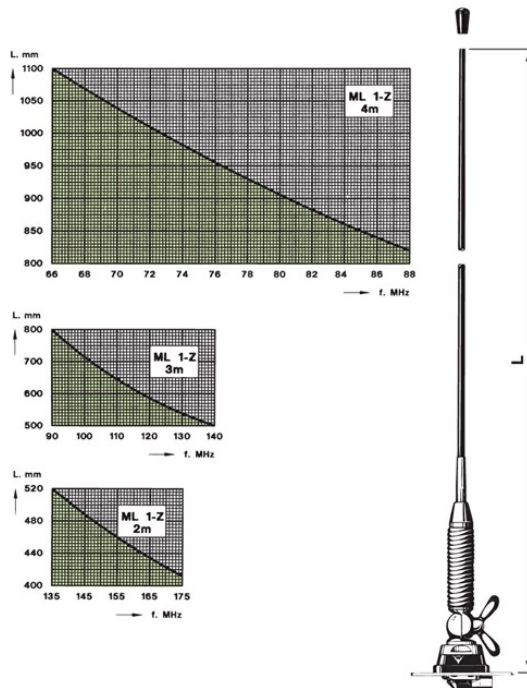 L. mm
1100
1050
1000
950
900
850
800
ML 1-Z
4m
66 68 70 72 74 76 78 80 82 84 86 88
f. MHz
L. mm
800
700
600
500
ML 1-Z
3m
90 100 110 120 130 140
f. MHz
L. mm
520
480
440
400
ML 1-Z
2m
135 145 155 165 175
f. MHz
L